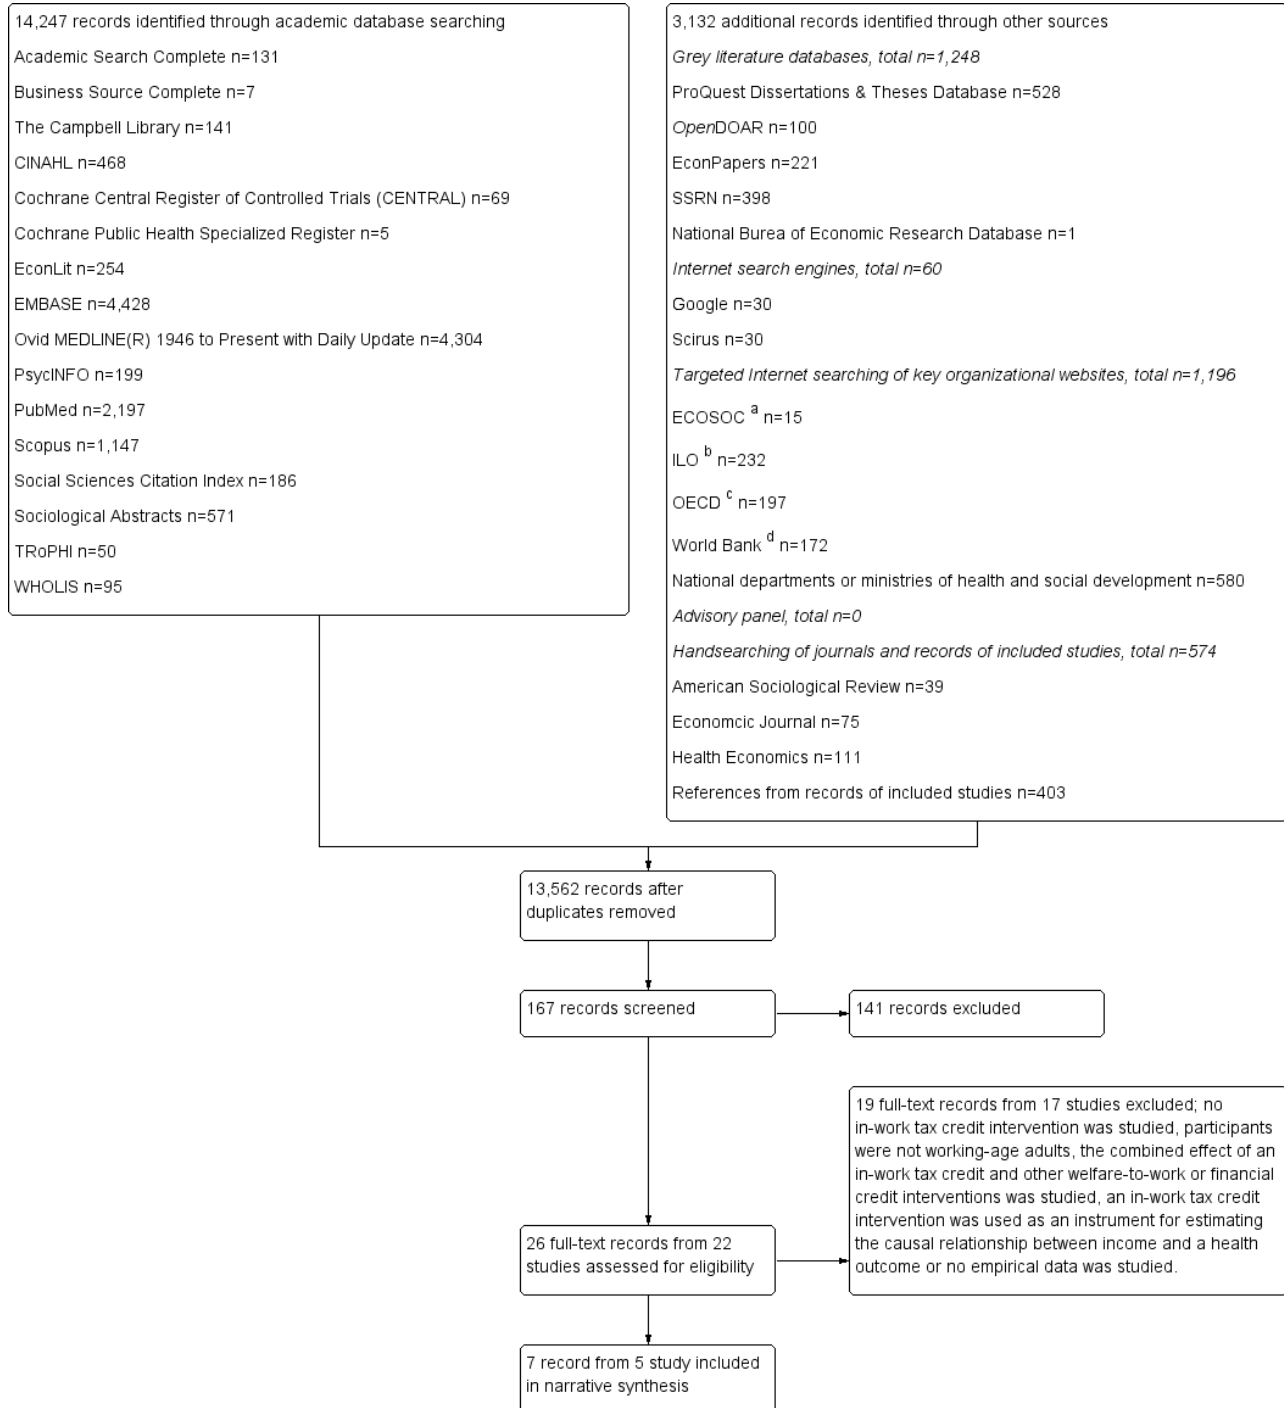 14,247 records identified through academic database searching
Academic Search Complete n=131
Business Source Complete n=7
The Campbell Library n=141
CINAHL n=468
Cochrane Central Register of Controlled Trials (CENTRAL) n=69
Cochrane Public Health Specialized Register n=5
EconLit n=254
EMBASE n=4,428
Ovid MEDLINE(R) 1946 to Present with Daily Update n=4,304
PsycINFO n=199
PubMed n=2,197
Scopus n=1,147
Social Sciences Citation Index n=186
Sociological Abstracts n=571
TRoPHI n=50
WHOLIS n=95
3,132 additional records identified through other sources
Grey literature databases, total n=1,248
ProQuest Dissertations & Theses Database n=528
OpenDOAR n=100
EconPapers n=221
SSRN n=398
National Burea of Economic Research Database n=1
Internet search engines, total n=60
Google n=30
Scirus n=30
Targeted Internet searching of key organizational websites, total n=1,196
ECOSOC a n=15
ILO b n=232
OECD c n=197
World Bank d n=172
National departments or ministries of health and social development n=580
Advisory panel, total n=0
Handsearching of journals and records of included studies, total n=574
American Sociological Review n=39
Economcic Journal n=75
Health Economics n=111
References from records of included studies n=403
13,562 records after
duplicates removed
167 records screened
141 records excluded
26 full-text records from 22
studies assessed for eligibility
19 full-text records from 17 studies excluded; no
in-work tax credit intervention was studied, participants
were not working-age adults, the combined effect of an
in-work tax credit and other welfare-to-work or financial
credit interventions was studied, an in-work tax credit
intervention was used as an instrument for estimating
the causal relationship between income and a health
outcome or no empirical data was studied.
7 record from 5 study included
in narrative synthesis